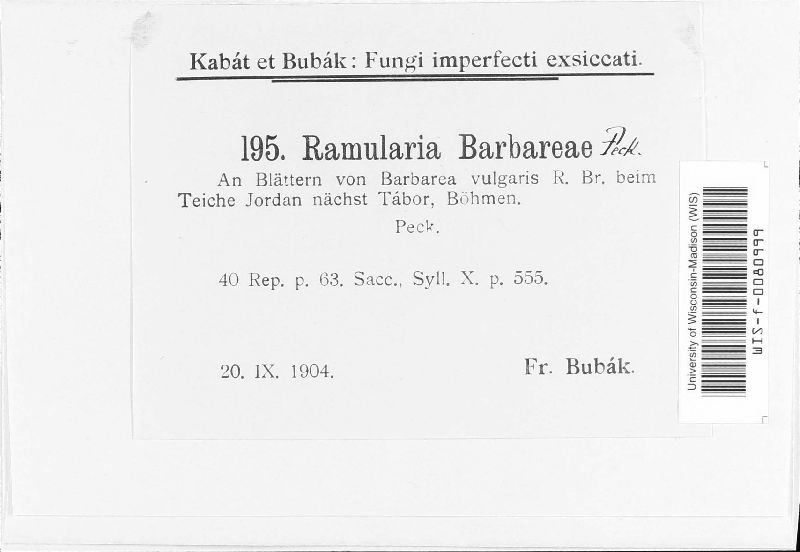 Kabát et Bubák: Fungi imperfecti exsiccati.
195. Ramularia Barbareae Peck.
An Blättern von Barbarea vulgaris R. Br. beim
Teiche Jordan nächst Tábor, Böhmen.
Peck.
40 Rep. p. 63. Sacc., Syll. X. p. 555.
20. IX. 1904.
Fr. Bubák.
University of Wisconsin-Madison (WIS)
WIS-f-0080999